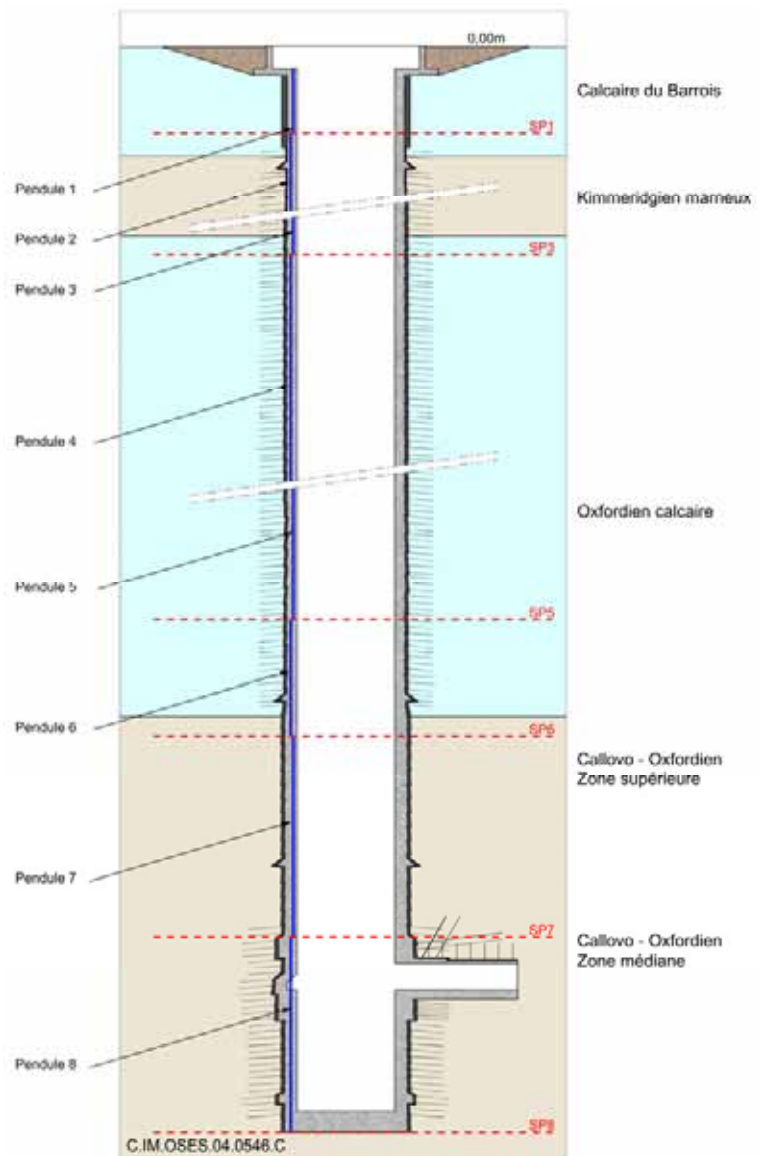 0,00m
Calcaire du Barrois
SP1
Pendule 1
Kimmeridgien marneux
Pendule 2
SP3
Pendule 3
Pendule 4
Oxfordien calcaire
Pendule 5
SP5
Pendule 6
SP6
Callovo - Oxfordien
Zone supérieure
Pendule 7
SP7
Callovo - Oxfordien
Zone médiane
Pendule 8
SP8
C.IM.OSES.04.0546.C